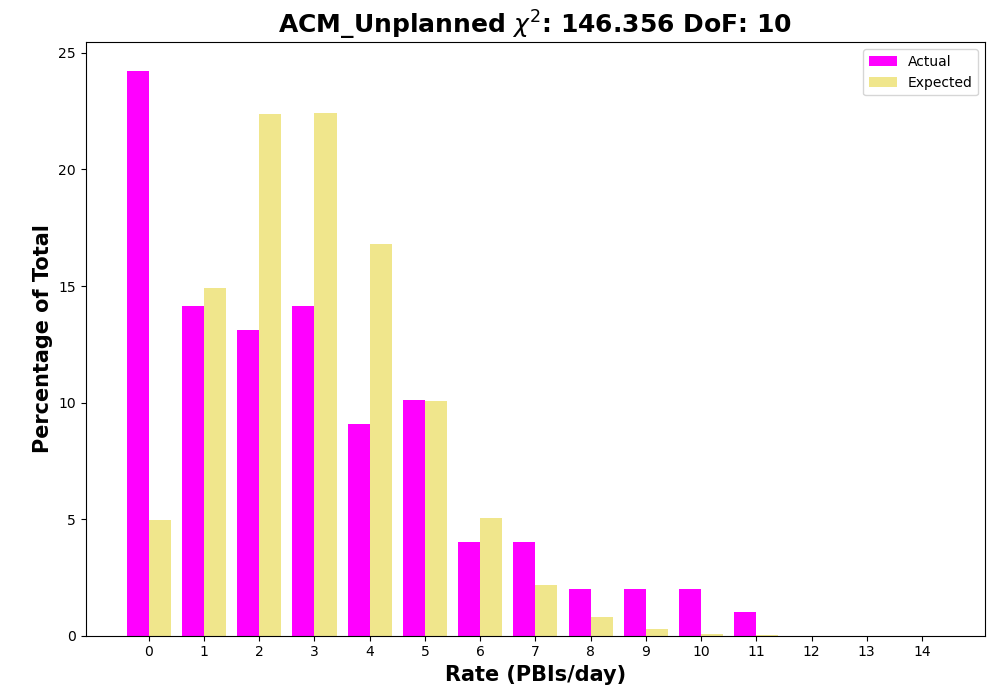 ACM_Unplanned χ²: 146.356 DoF: 10
Actual
Expected
Percentage of Total
25
20
15
10
5
0
0 1 2 3 4 5 6 7 8 9 10 11 12 13 14
Rate (PBIs/day)